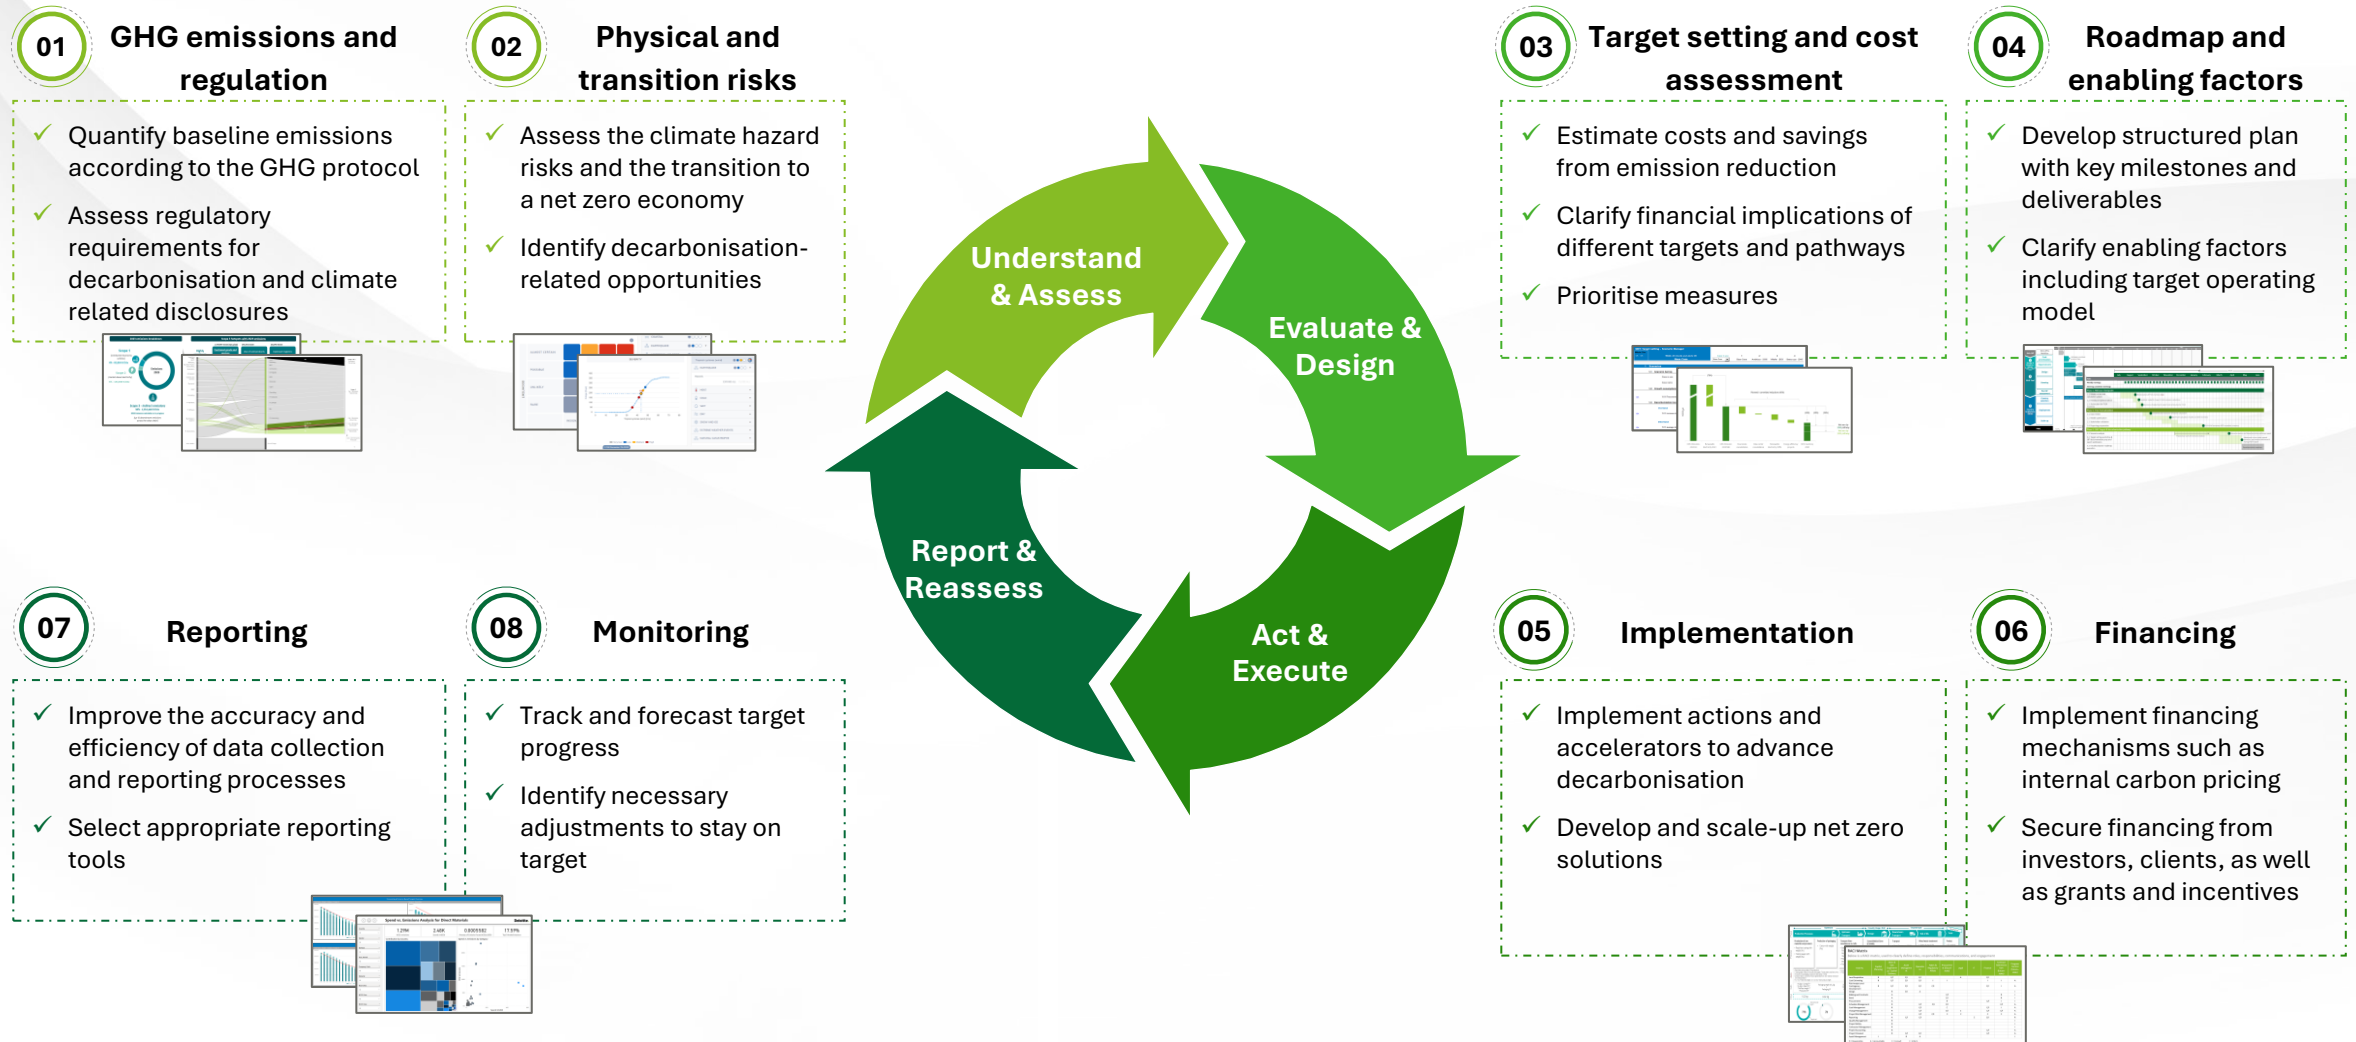 01
GHG emissions and
regulation
Quantify baseline emissions
according to the GHG protocol
Assess regulatory
requirements for
decarbonisation and climate
related disclosures
02
Physical and
transition risks
Assess the climate hazard
risks and the transition to
a net zero economy
Identify decarbonisation-
related opportunities
Understand
& Assess
Evaluate &
Design
Act &
Execute
Report &
Reassess
03
Target setting and cost
assessment
Estimate costs and savings
from emission reduction
Clarify financial implications of
different targets and pathways
Prioritise measures
04
Roadmap and
enabling factors
Develop structured plan
with key milestones and
deliverables
Clarify enabling factors
including target operating
model
07
Reporting
Improve the accuracy and
efficiency of data collection
and reporting processes
Select appropriate reporting
tools
08
Monitoring
Track and forecast target
progress
Identify necessary
adjustments to stay on
target
05
Implementation
Implement actions and
accelerators to advance
decarbonisation
Develop and scale-up net zero
solutions
06
Financing
Implement financing
mechanisms such as
internal carbon pricing
Secure financing from
investors, clients, as well
as grants and incentives